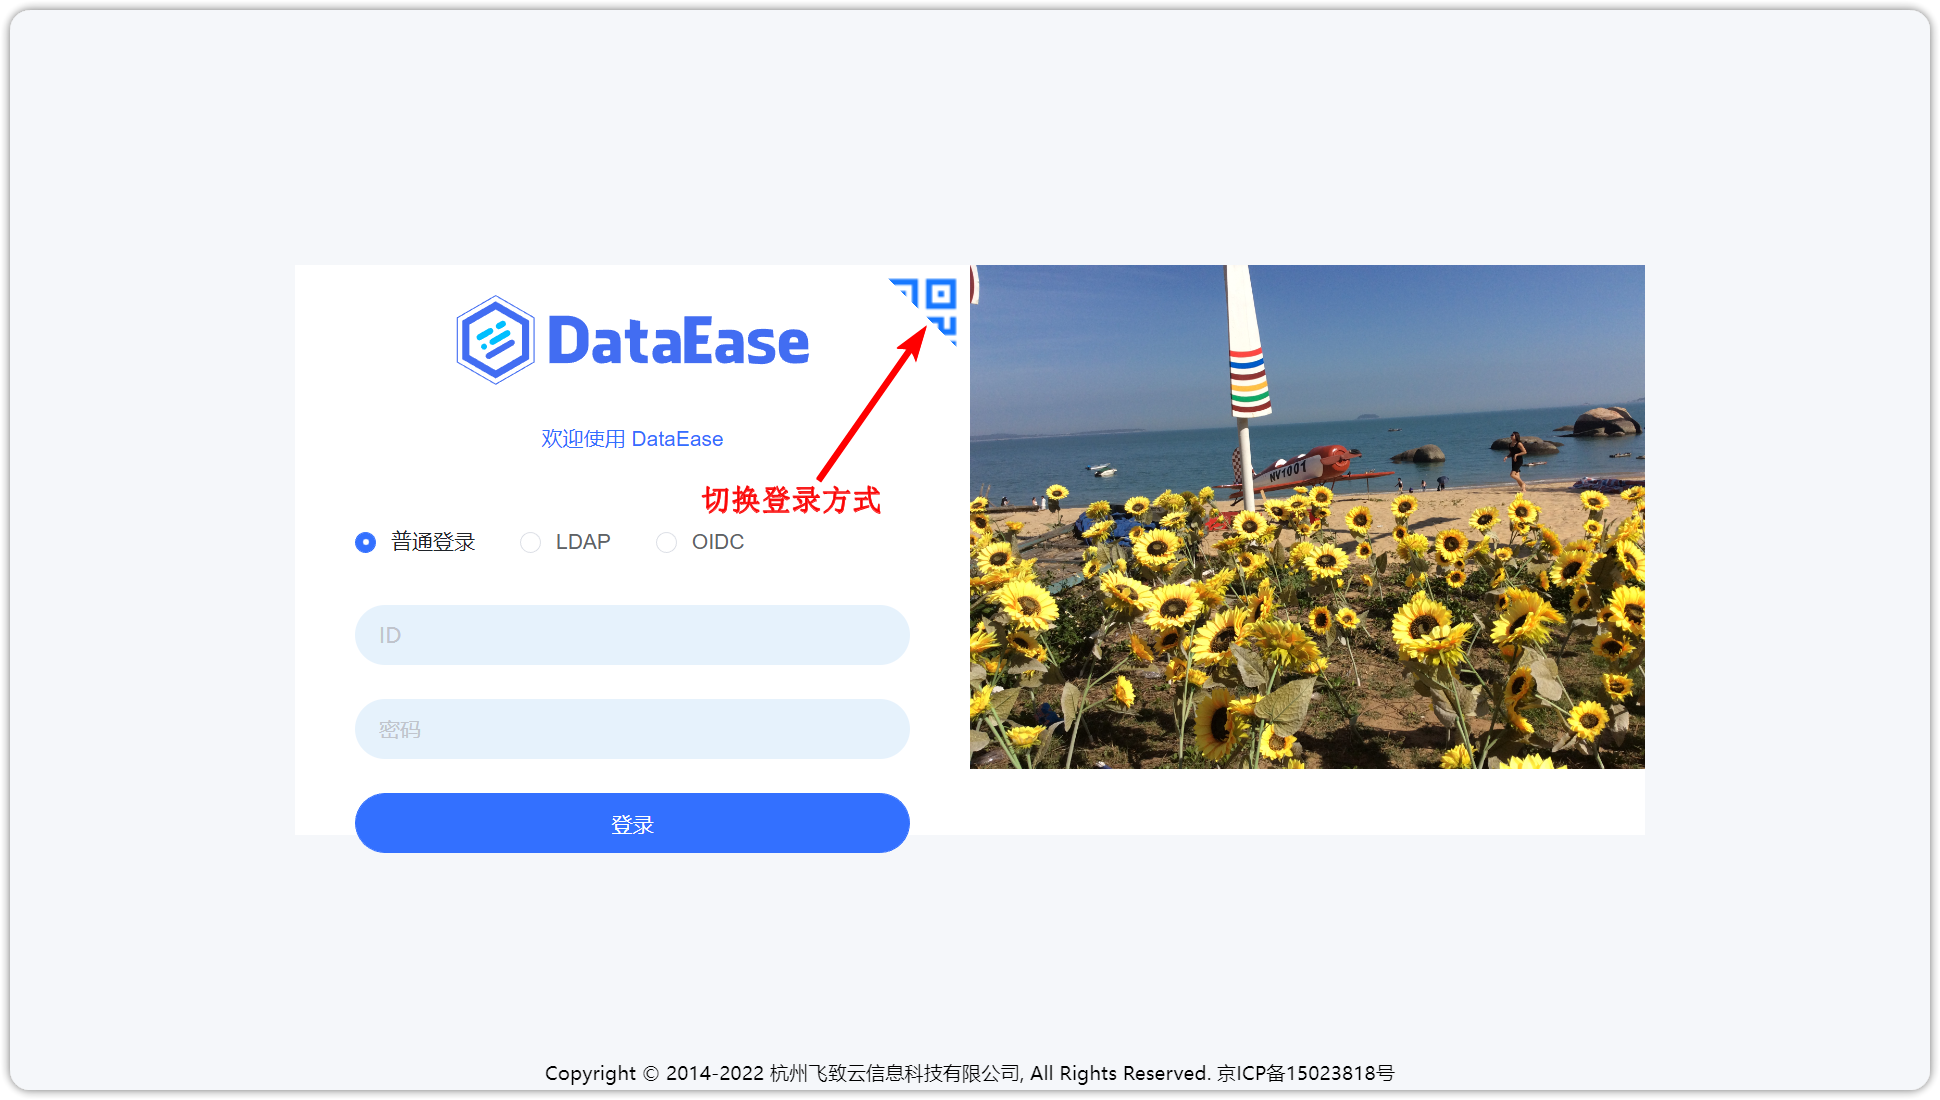 DataEase
欢迎使用 DataEase
切换登录方式
普通登录 LDAP OIDC
ID
密码
登录
NV1001
Copyright © 2014-2022 杭州飞致云信息科技有限公司, All Rights Reserved. 京ICP备15023818号